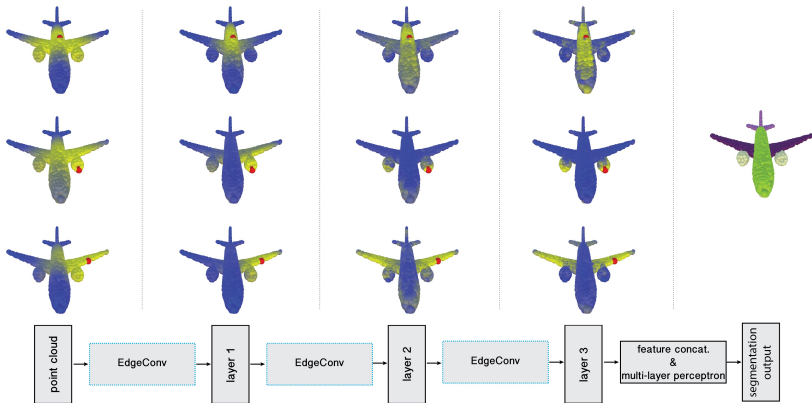 point cloud
EdgeConv
layer 1
EdgeConv
layer 2
EdgeConv
layer 3
feature concat.
&
multi-layer perceptron
segmentation
output